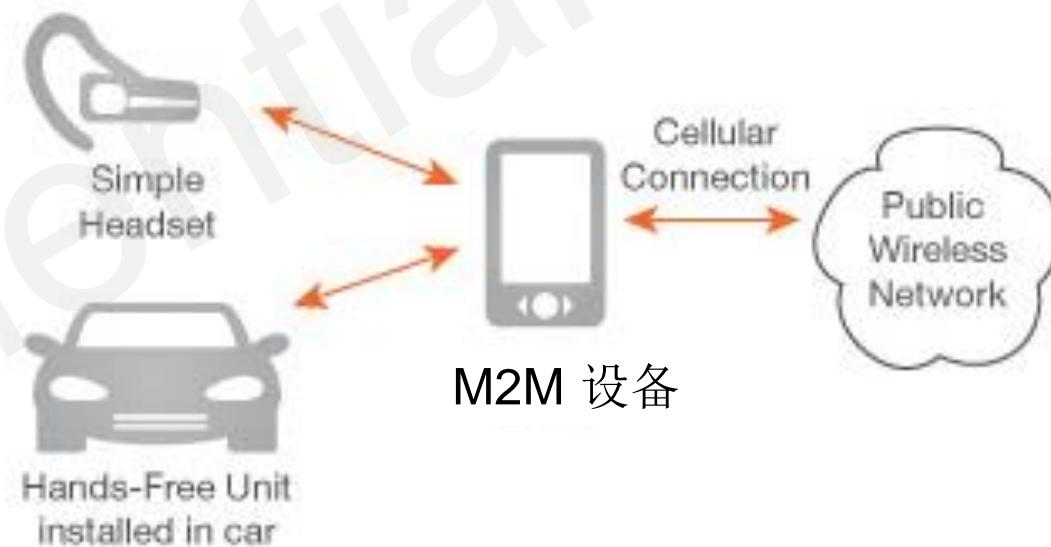 Simple
Headset
Cellular
Connection
Public
Wireless
Network
M2M 设备
Hands-Free Unit
installed in car